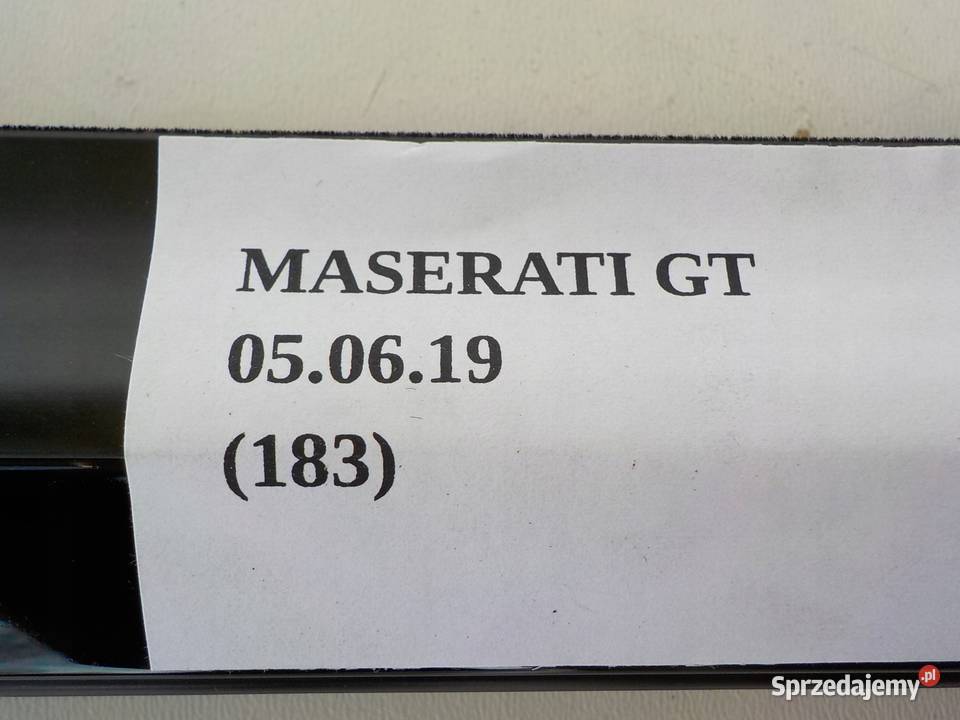 MASERATI GT
05.06.19
(183)
Sprzedajemy.pl